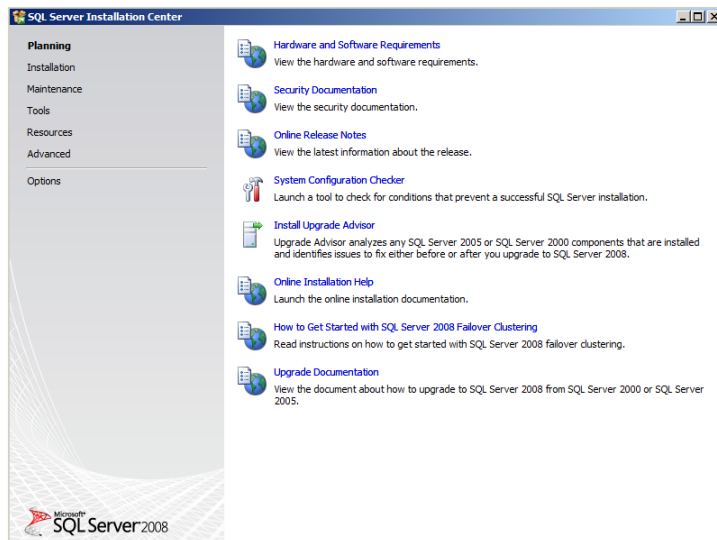 SQL Server Installation Center
Planning
Installation
Maintenance
Tools
Resources
Advanced
Options
Hardware and Software Requirements
View the hardware and software requirements.
Security Documentation
View the security documentation.
Online Release Notes
View the latest information about the release.
System Configuration Checker
Launch a tool to check for conditions that prevent a successful SQL Server installation.
Install Upgrade Advisor
Upgrade Advisor analyzes any SQL Server 2005 or SQL Server 2000 components that are installed
and identifies issues to fix either before or after you upgrade to SQL Server 2008.
Online Installation Help
Launch the online installation documentation.
How to Get Started with SQL Server 2008 Failover Clustering
Read instructions on how to get started with SQL Server 2008 failover clustering.
Upgrade Documentation
View the document about how to upgrade to SQL Server 2008 from SQL Server 2000 or SQL Server
2005.
Microsoft®
SQL Server 2008